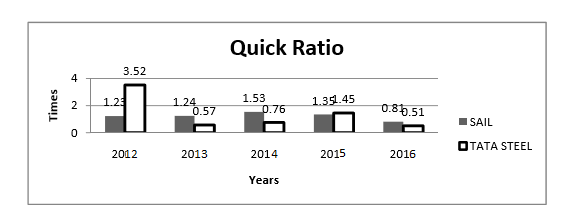 Quick Ratio
Times
4
2
0
1.23 3.52
1.24 0.57
1.53 0.76
1.35 1.45
0.81 0.51
2012 2013 2014 2015 2016
Years
SAIL
TATA STEEL